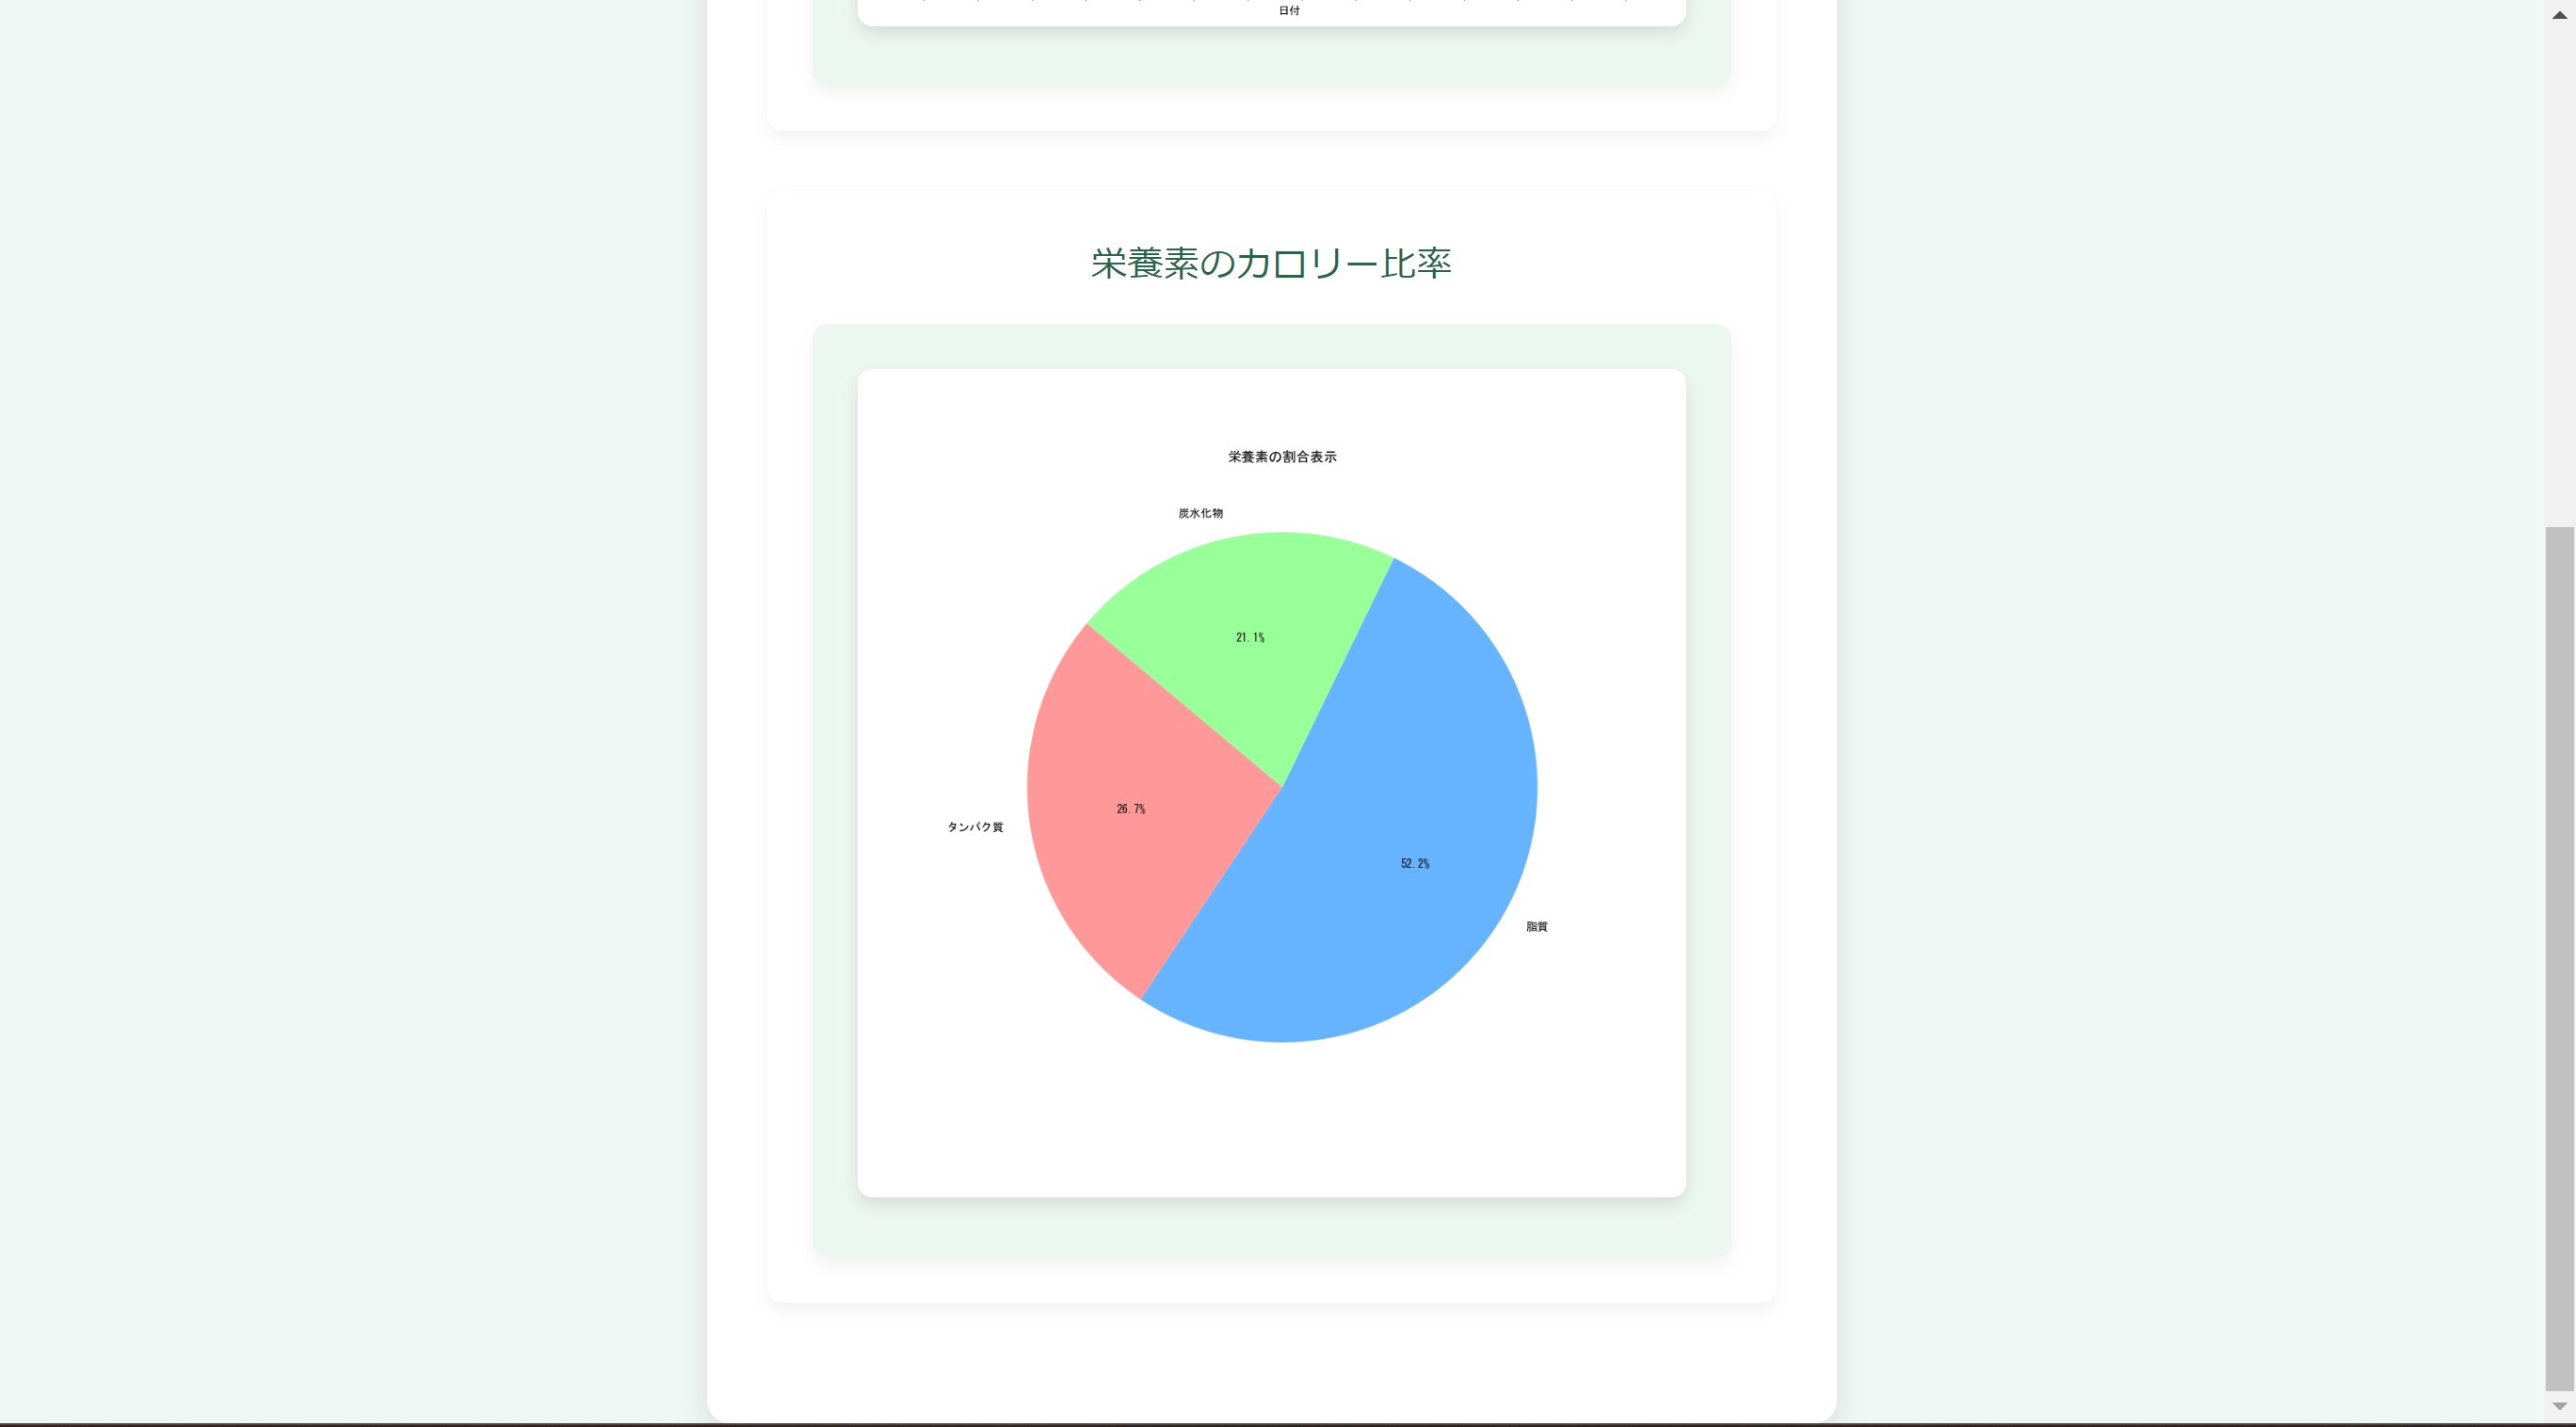 日付
栄養素のカロリー比率
栄養素の割合表示
炭水化物
21.1%
26.7%
タンパク質
52.2%
脂質